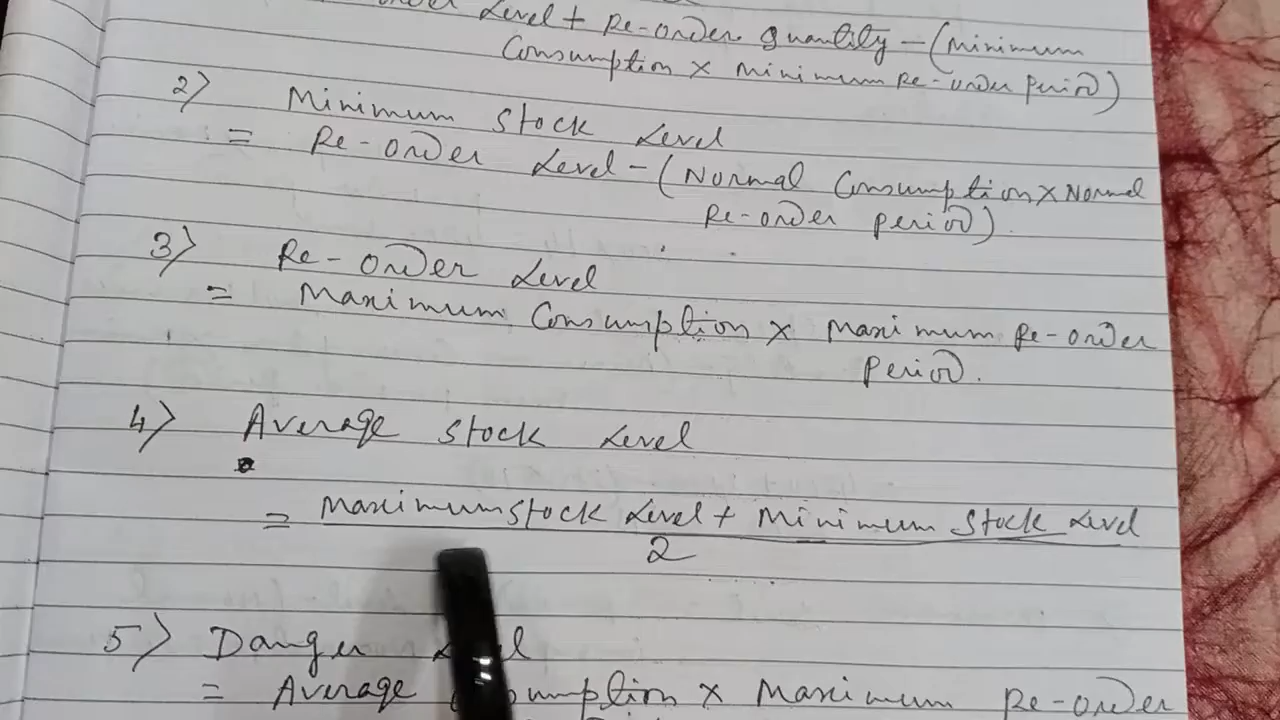 Level + Re-order quantity - (Minimum
Consumption x Minimum Re-order period)
2) Minimum Stock Level
= Re-order Level - (Normal Consumption x Normal
Re-order period).
3) Re-order Level
= Maximum Consumption x Maximum Re-order
Period.
4) Average Stock Level
= Maximum Stock Level + Minimum Stock Level
2
5) Danger
= Average x Maximum Re-order